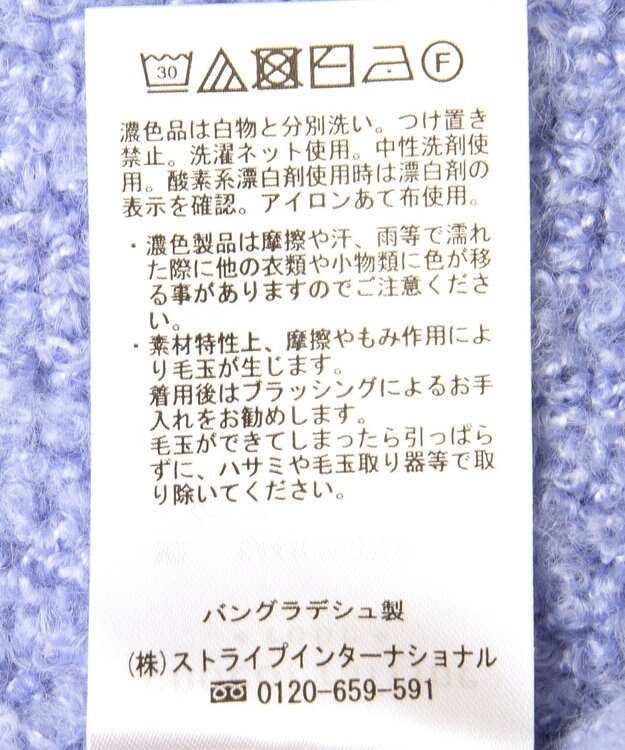 30 F
濃色品は白物と分別洗い。つけ置き
禁止。洗濯ネット使用。中性洗剤使
用。酸素系漂白剤使用時は漂白剤の
表示を確認。アイロンあて布使用。
・濃色製品は摩擦や汗、雨等で濡れ
た際に他の衣類や小物類に色が移
る事がありますのでご注意くださ
い。
・素材特性上、摩擦やもみ作用によ
り毛玉が生じます。
着用後はブラッシングによるお手
入れをお勧めします。
毛玉ができてしまったら引っぱら
ずに、ハサミや毛玉取り器等で取
り除いてください。
バングラデシュ製
(株)ストライプインターナショナル
0120-659-591